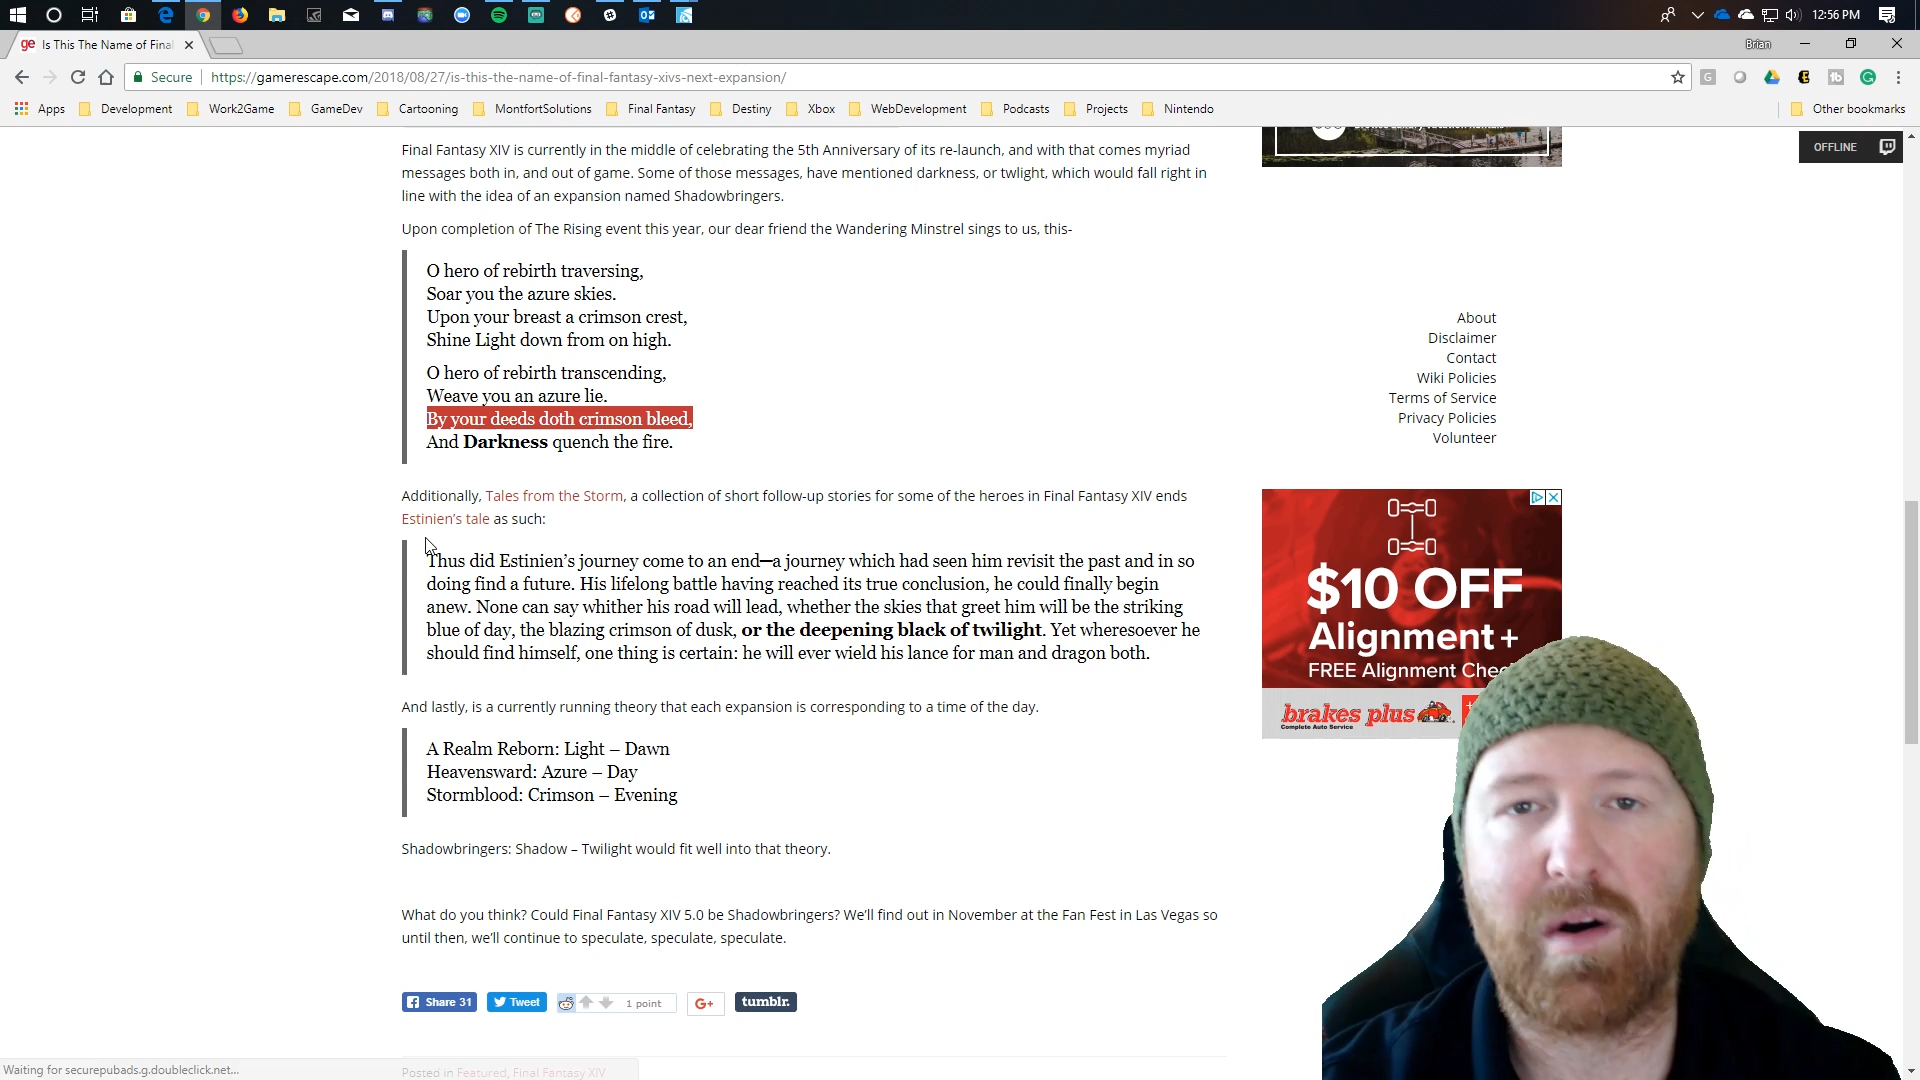 12:56 PM
ge Is This The Name of Final
Brian
Secure https://gamerescape.com/2018/08/27/is-this-the-name-of-final-fantasy-xivs-next-expansion/
Apps Development Work2Game GameDev Cartooning MontfortSolutions Final Fantasy Destiny Xbox WebDevelopment Podcasts Projects Nintendo Other bookmarks
OFFLINE
Final Fantasy XIV is currently in the middle of celebrating the 5th Anniversary of its re-launch, and with that comes myriad
messages both in, and out of game. Some of those messages, have mentioned darkness, or twlight, which would fall right in
line with the idea of an expansion named Shadowbringers.
Upon completion of The Rising event this year, our dear friend the Wandering Minstrel sings to us, this-
O hero of rebirth traversing,
Soar you the azure skies.
Upon your breast a crimson crest,
Shine Light down from on high.
O hero of rebirth transcending,
Weave you an azure lie.
By your deeds doth crimson bleed,
And Darkness quench the fire.
Additionally, Tales from the Storm, a collection of short follow-up stories for some of the heroes in Final Fantasy XIV ends
Estinien's tale as such:
Thus did Estinien's journey come to an end—a journey which had seen him revisit the past and in so
doing find a future. His lifelong battle having reached its true conclusion, he could finally begin
anew. None can say whither his road will lead, whether the skies that greet him will be the striking
blue of day, the blazing crimson of dusk, or the deepening black of twilight. Yet wheresoever he
should find himself, one thing is certain: he will ever wield his lance for man and dragon both.
And lastly, is a currently running theory that each expansion is corresponding to a time of the day.
A Realm Reborn: Light – Dawn
Heavensward: Azure – Day
Stormblood: Crimson – Evening
Shadowbringers: Shadow – Twilight would fit well into that theory.
What do you think? Could Final Fantasy XIV 5.0 be Shadowbringers? We'll find out in November at the Fan Fest in Las Vegas so
until then, we'll continue to speculate, speculate, speculate.
Share 31 Tweet 1 point G+ tumblr.
Posted in Featured, Final Fantasy XIV
Waiting for securepubads.g.doubleclick.net...
About
Disclaimer
Contact
Wiki Policies
Terms of Service
Privacy Policies
Volunteer
$10 OFF
Alignment+
FREE Alignment Chec
brakes plus
Complete Auto Service